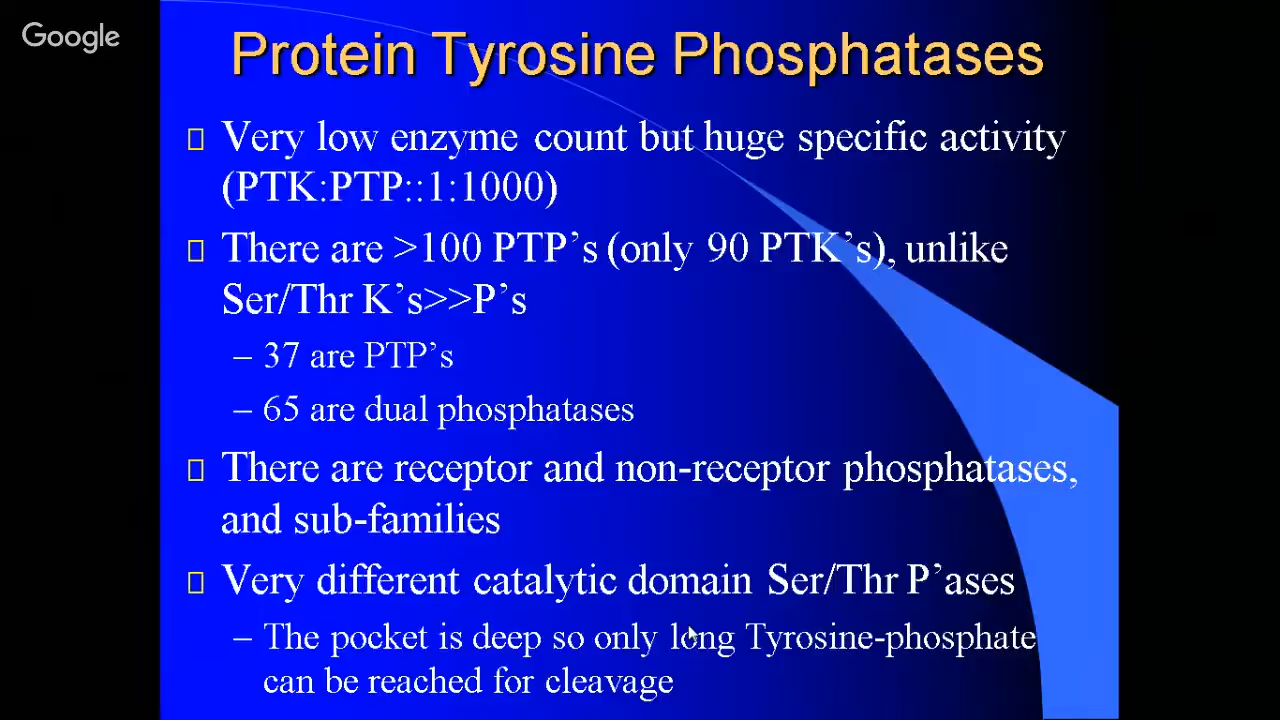 Google
Protein Tyrosine Phosphatases
Very low enzyme count but huge specific activity
(PTK:PTP::1:1000)
There are >100 PTP’s (only 90 PTK’s), unlike
Ser/Thr K’s>>P’s
– 37 are PTP’s
– 65 are dual phosphatases
There are receptor and non-receptor phosphatases,
and sub-families
Very different catalytic domain Ser/Thr P’ases
– The pocket is deep so only long Tyrosine-phosphate
can be reached for cleavage